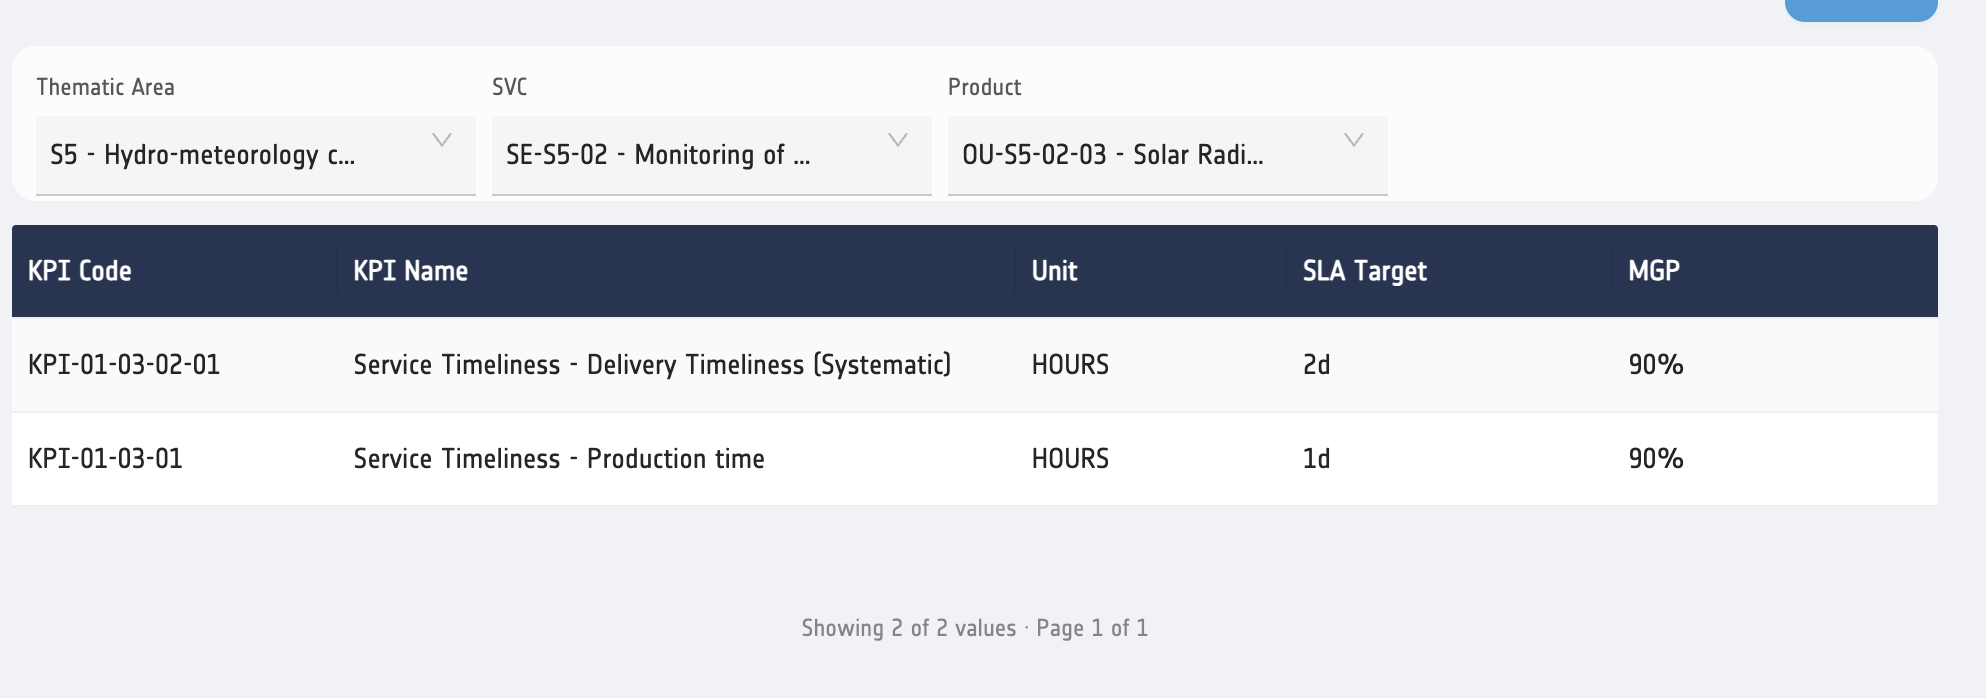 Thematic Area SVC Product
S5 - Hydro-meteorology c... SE-S5-02 - Monitoring of ... OU-S5-02-03 - Solar Radi...
KPI Code KPI Name Unit SLA Target MGP
KPI-01-03-02-01 Service Timeliness - Delivery Timeliness (Systematic) HOURS 2d 90%
KPI-01-03-01 Service Timeliness - Production time HOURS 1d 90%
Showing 2 of 2 values · Page 1 of 1